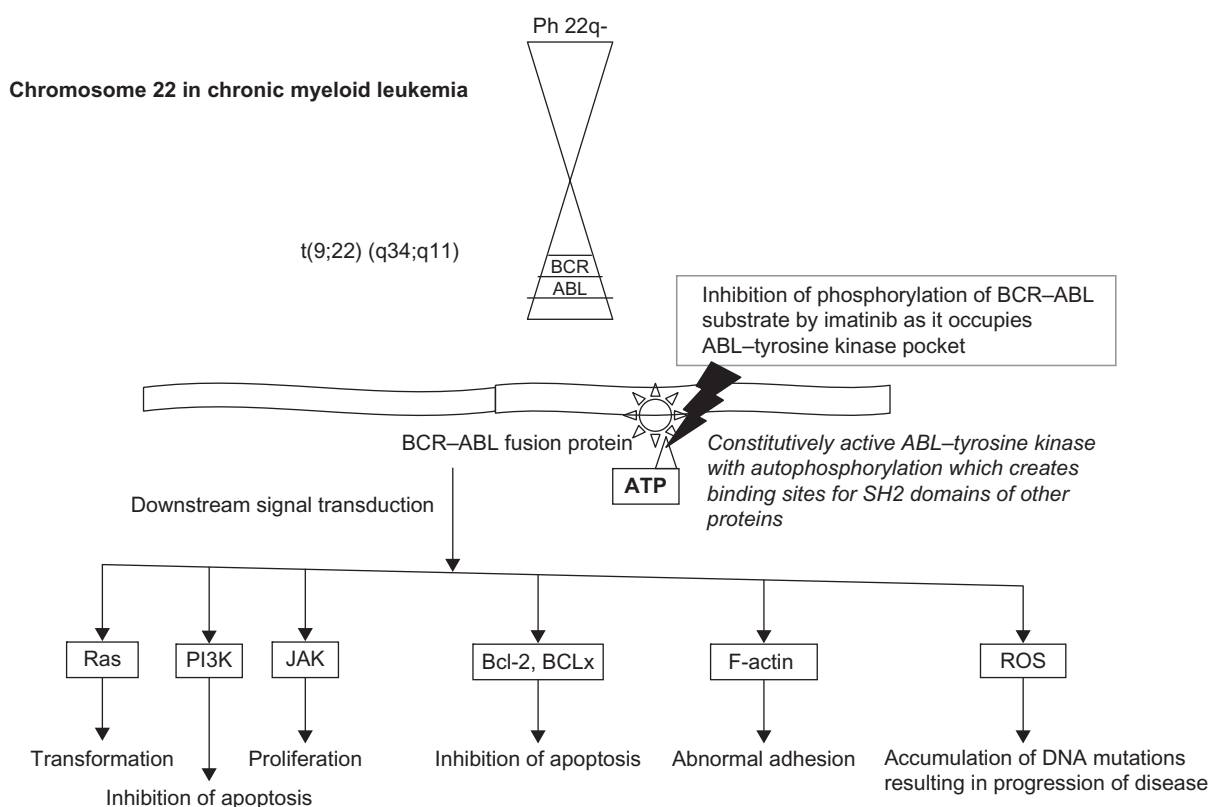 Ph 22q-
Chromosome 22 in chronic myeloid leukemia
t(9;22) (q34;q11)
BCR
ABL
Inhibition of phosphorylation of BCR–ABL
substrate by imatinib as it occupies
ABL–tyrosine kinase pocket
BCR–ABL fusion protein
ATP
Constitutively active ABL–tyrosine kinase
with autophosphorylation which creates
binding sites for SH2 domains of other
proteins
Downstream signal transduction
Ras
PI3K
JAK
Bcl-2, BCLx
F-actin
ROS
Transformation
Inhibition of apoptosis
Proliferation
Inhibition of apoptosis
Abnormal adhesion
Accumulation of DNA mutations
resulting in progression of disease